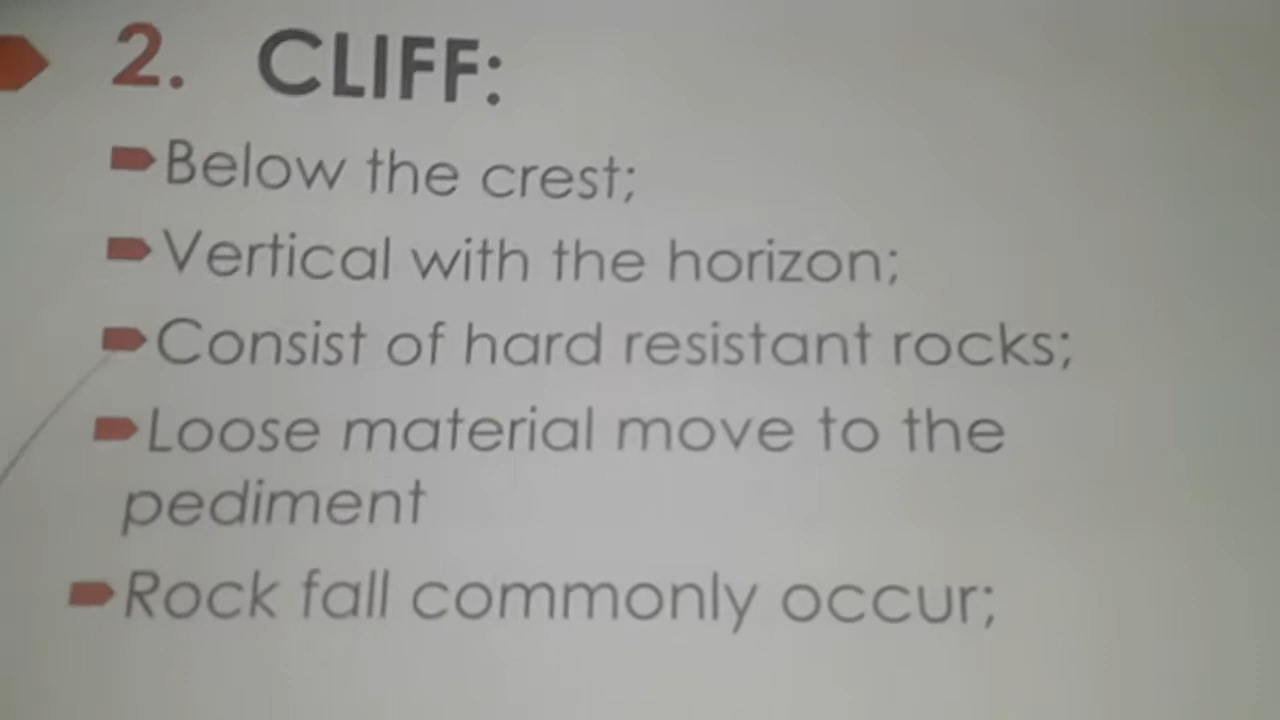 2. CLIFF:
Below the crest;
Vertical with the horizon;
Consist of hard resistant rocks;
Loose material move to the
pediment
Rock fall commonly occur;